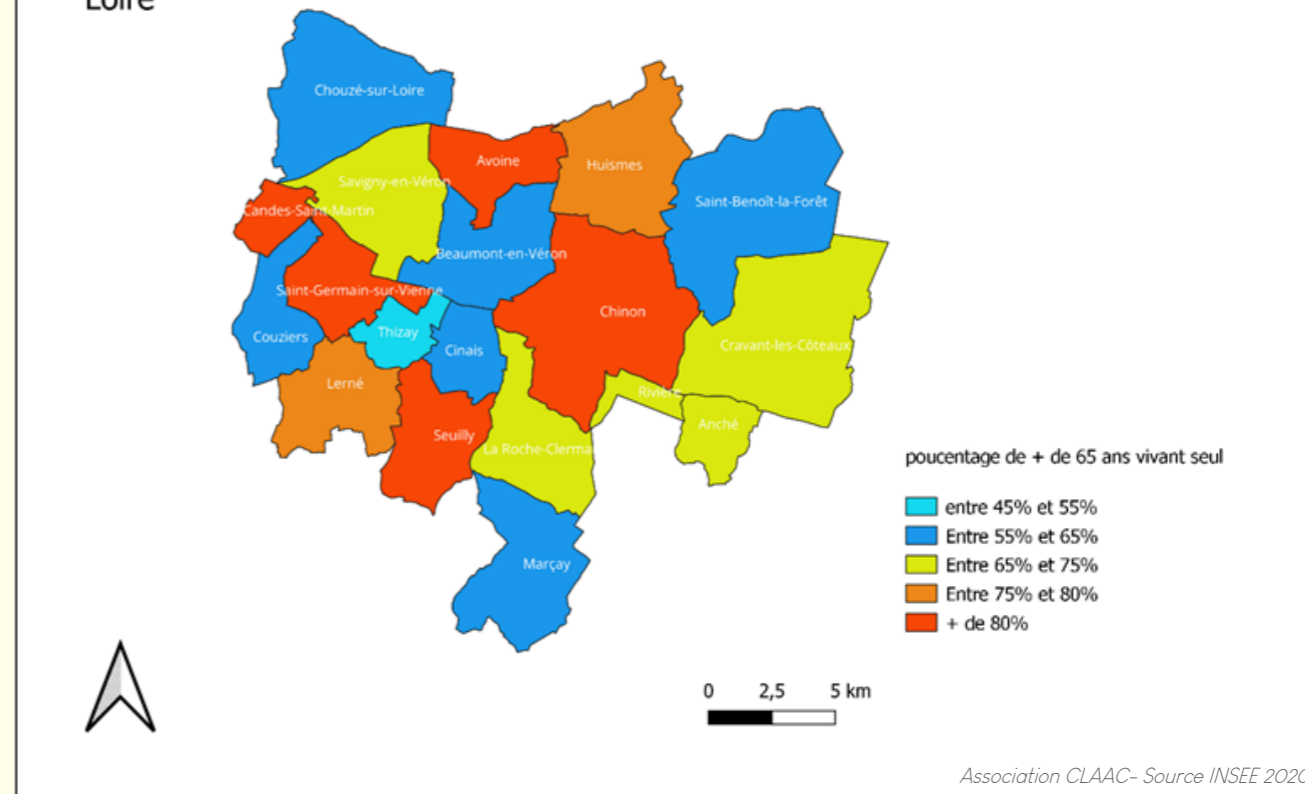 Loire
Chouzé-sur-Loire
Avoine
Huismes
Savigny-en-Véron
Saint-Benoît-la-Forêt
Candes-Saint-Martin
Beaumont-en-Véron
Saint-Germain-sur-Vienne
Chinon
Thizay
Couziers
Cinais
Cravant-les-Côteaux
Lerné
Rivière
Anché
Seuilly
La Roche-Clerma
Marçay
poucentage de + de 65 ans vivant seul
entre 45% et 55%
Entre 55% et 65%
Entre 65% et 75%
Entre 75% et 80%
+ de 80%
0 2,5 5 km
Association CLAAC- Source INSEE 2020